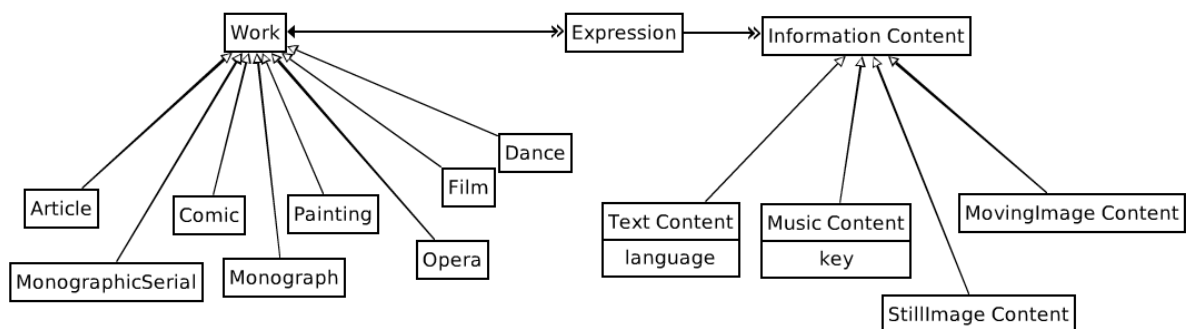 Work
Expression
Information Content
Dance
Film
Article
Comic
Painting
Opera
MonographicSerial
Monograph
Text Content
language
Music Content
key
MovingImage Content
StillImage Content